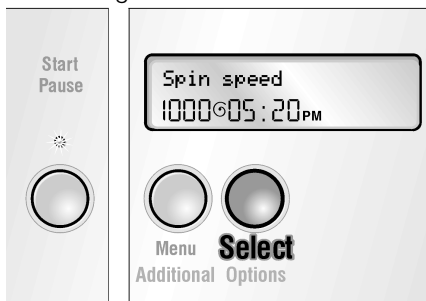 Start
Pause
Spin speed
1000 05:20PM
Menu Select
Additional Options